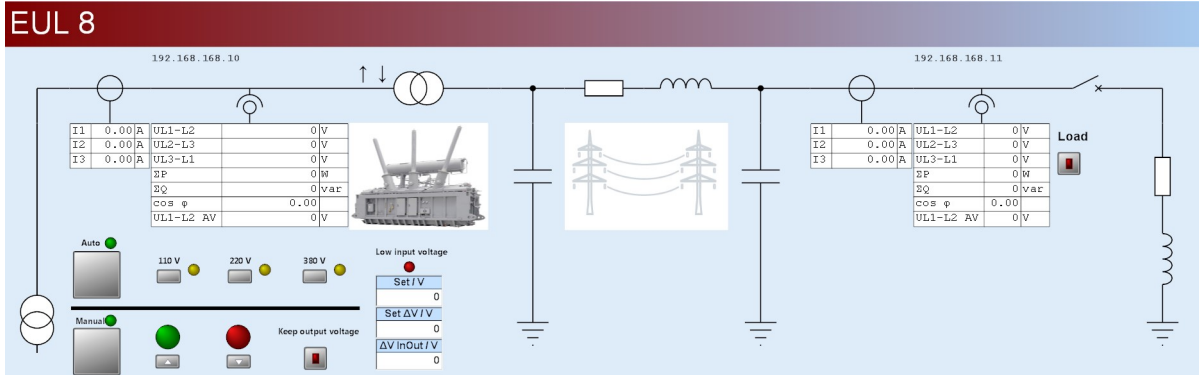 EUL 8
192.168.168.10
192.168.168.11
↑ ↓
I1 0.00 A UL1-L2 0 V
I2 0.00 A UL2-L3 0 V
I3 0.00 A UL3-L1 0 V
ΣP 0 W
ΣQ 0 var
cos φ 0.00
UL1-L2 AV 0 V
I1 0.00 A UL1-L2 0 V
I2 0.00 A UL2-L3 0 V
I3 0.00 A UL3-L1 0 V
ΣP 0 W
ΣQ 0 var
cos φ 0.00
UL1-L2 AV 0 V
Load
Auto
110 V
220 V
380 V
Low input voltage
Set / V
0
Set ΔV / V
0
ΔV InOut / V
0
Manual
Keep output voltage